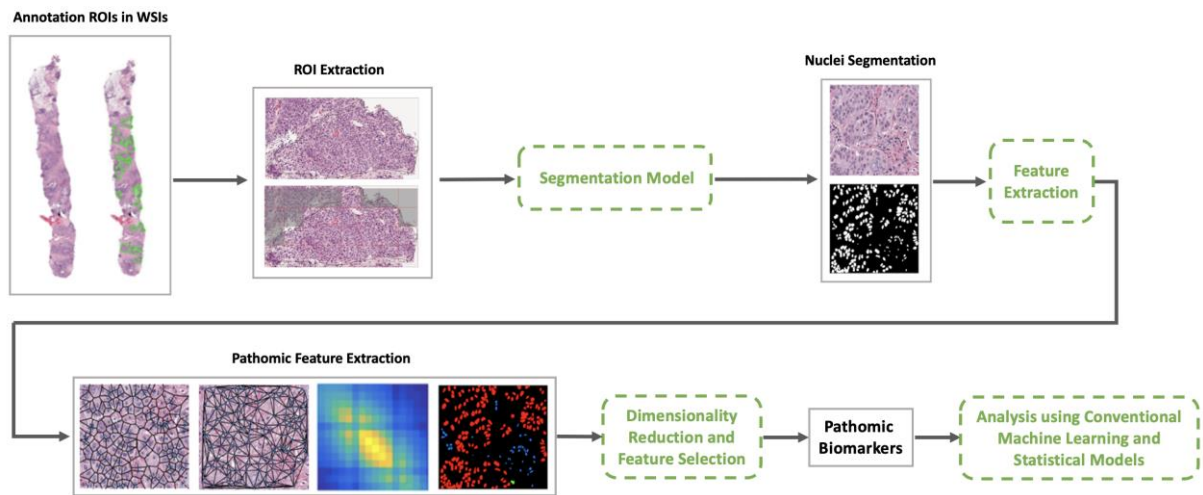 Annotation ROIs in WSIs
ROI Extraction
Nuclei Segmentation
Segmentation Model
Feature
Extraction
Pathomic Feature Extraction
Dimensionality
Reduction and
Feature Selection
Pathomic
Biomarkers
Analysis using Conventional
Machine Learning and
Statistical Models